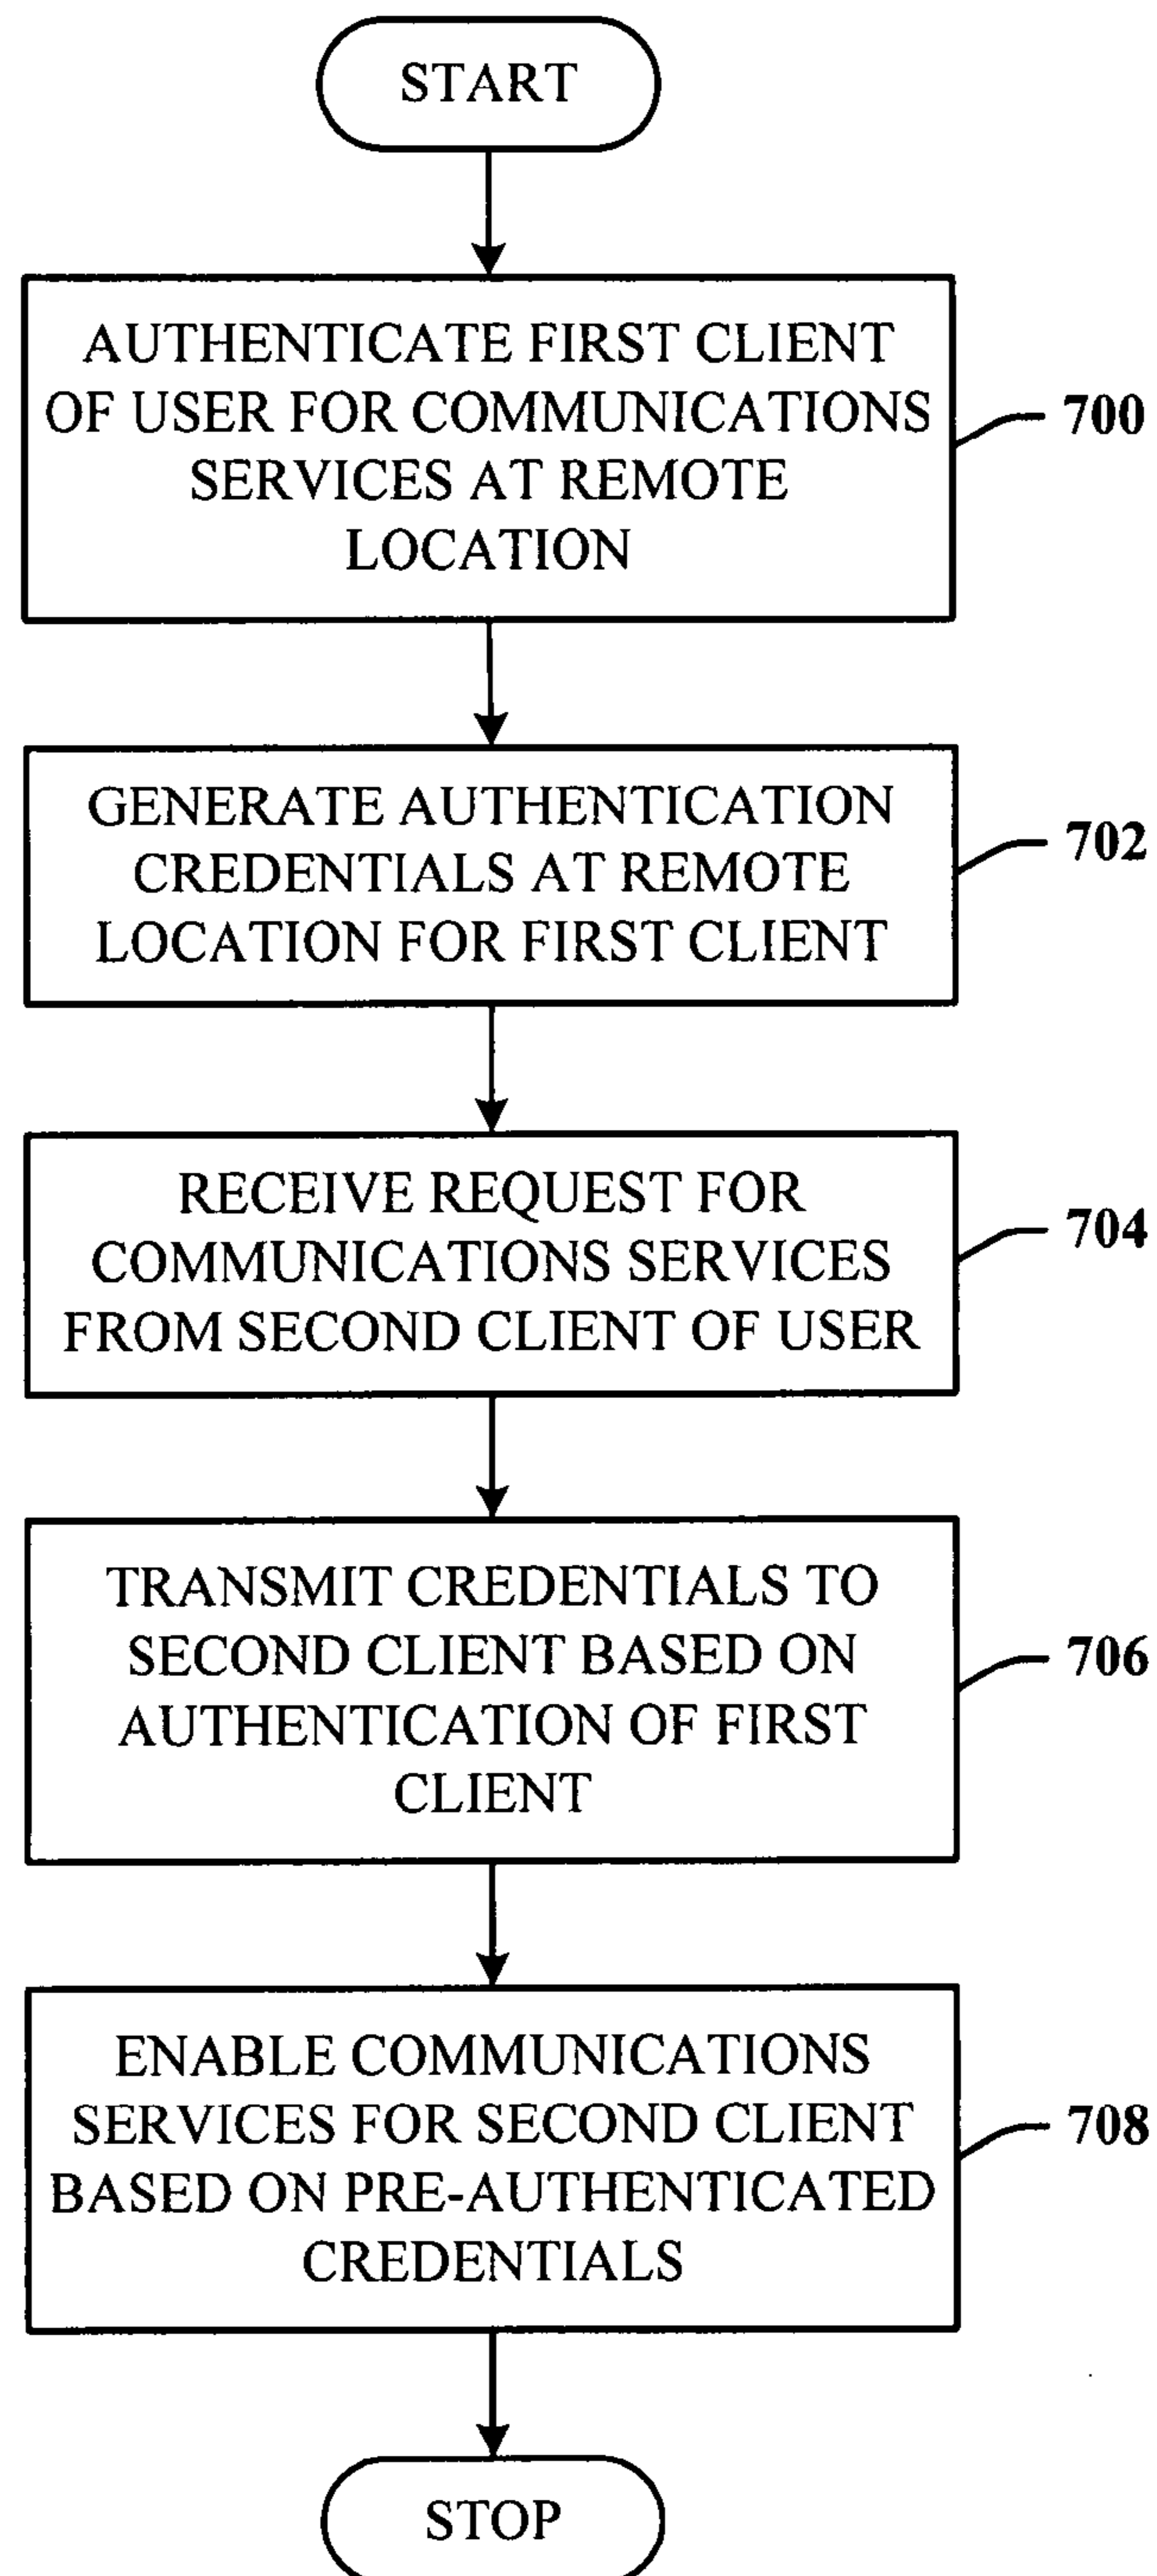 START
AUTHENTICATE FIRST CLIENT
OF USER FOR COMMUNICATIONS
SERVICES AT REMOTE
LOCATION
700
GENERATE AUTHENTICATION
CREDENTIALS AT REMOTE
LOCATION FOR FIRST CLIENT
702
RECEIVE REQUEST FOR
COMMUNICATIONS SERVICES
FROM SECOND CLIENT OF USER
704
TRANSMIT CREDENTIALS TO
SECOND CLIENT BASED ON
AUTHENTICATION OF FIRST
CLIENT
706
ENABLE COMMUNICATIONS
SERVICES FOR SECOND CLIENT
BASED ON PRE-AUTHENTICATED
CREDENTIALS
708
STOP